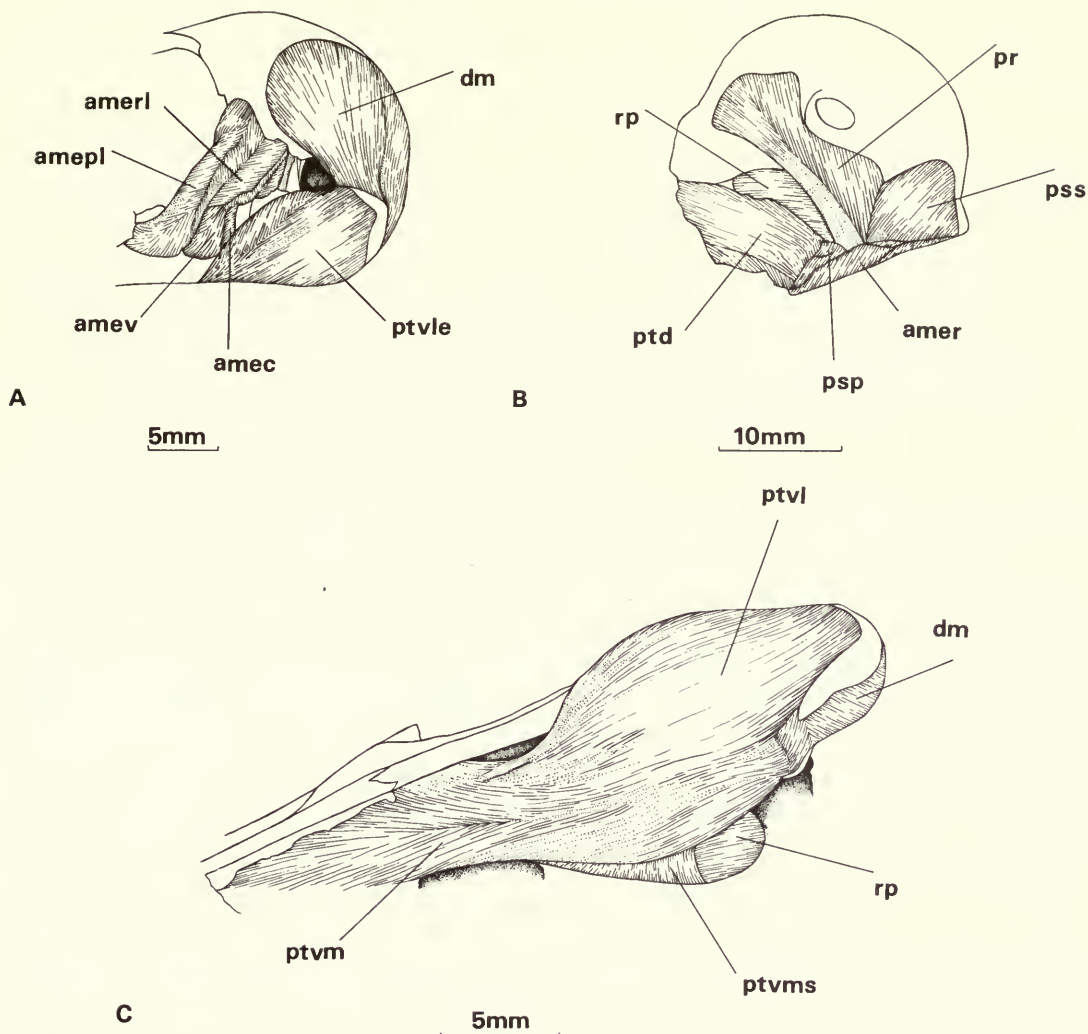 dm
amerl
amepl
amev
amec
ptvle
A
5mm
pr
rp
pss
ptd
psp
amer
B
10mm
ptvl
dm
rp
ptvm
ptvms
C
5mm